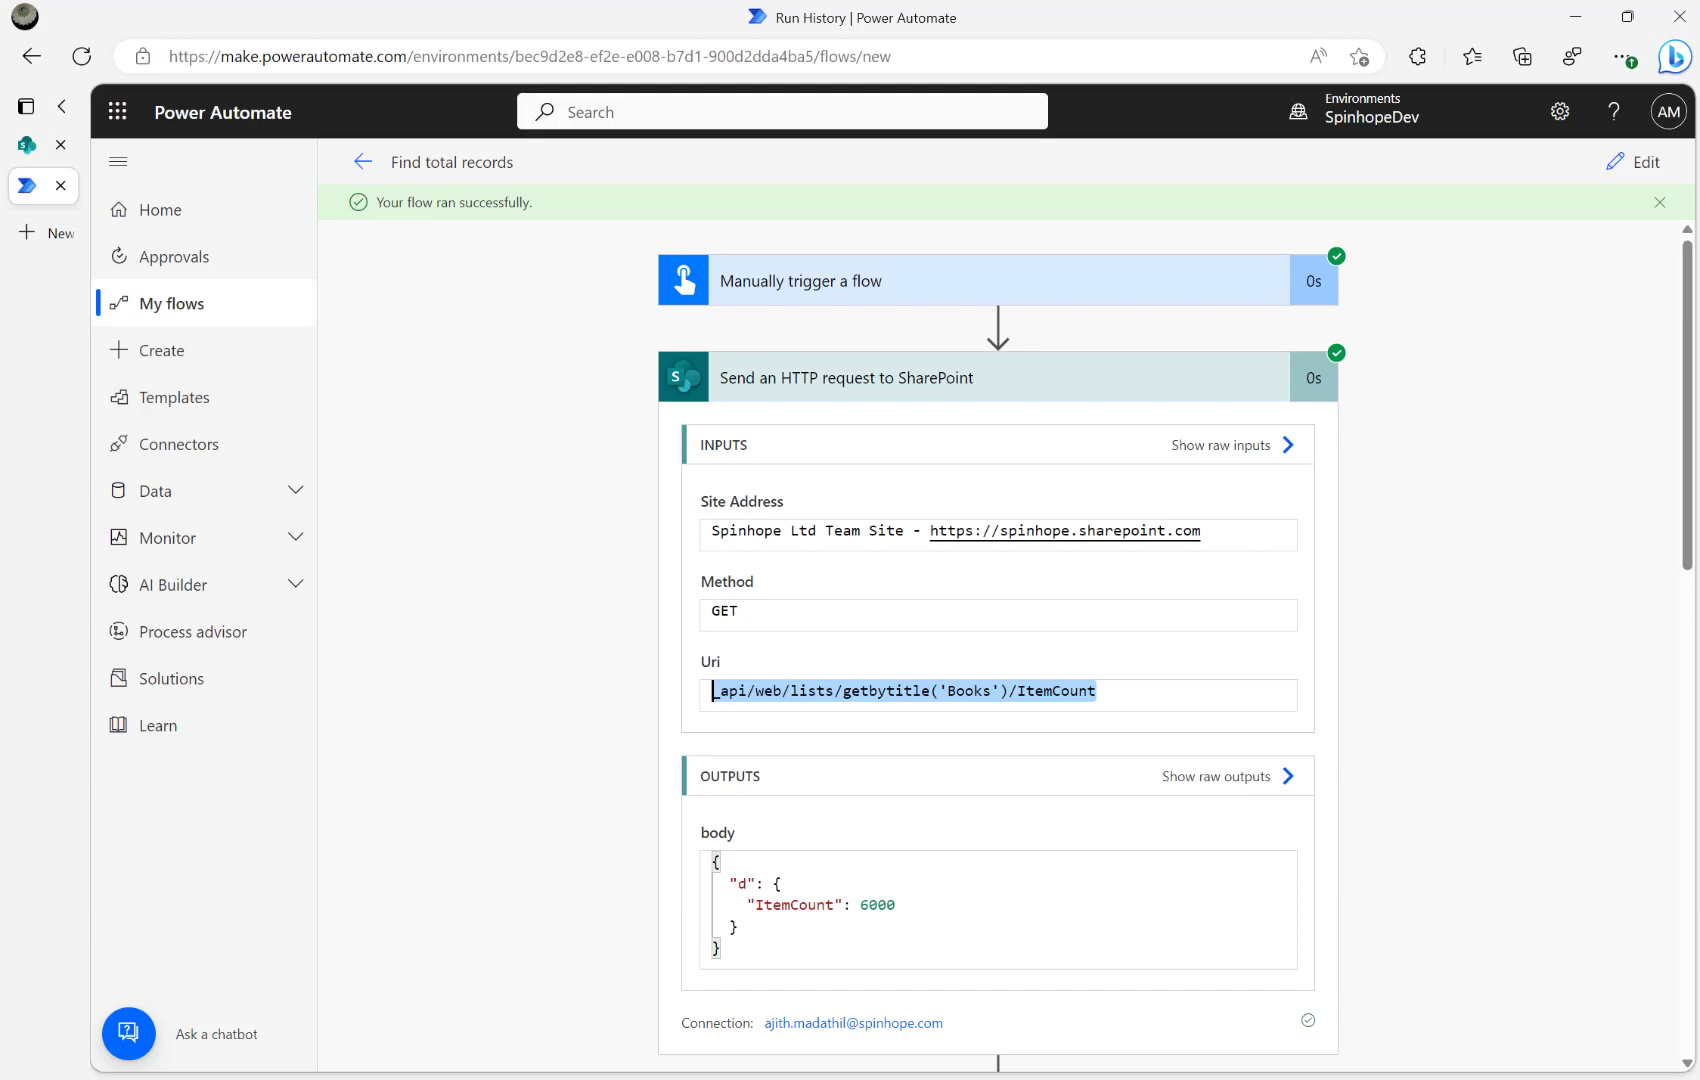 Run History | Power Automate
https://make.powerautomate.com/environments/bec9d2e8-ef2e-e008-b7d1-900d2dda4ba5/flows/new
Power Automate
Search
Environments
SpinhopeDev
AM
New
Home
Approvals
My flows
Create
Templates
Connectors
Data
Monitor
AI Builder
Process advisor
Solutions
Learn
Ask a chatbot
Find total records
Edit
Your flow ran successfully.
Manually trigger a flow
0s
Send an HTTP request to SharePoint
0s
INPUTS
Show raw inputs
Site Address
Spinhope Ltd Team Site - https://spinhope.sharepoint.com
Method
GET
Uri
_api/web/lists/getbytitle('Books')/ItemCount
OUTPUTS
Show raw outputs
body
{
"d": {
"ItemCount": 6000
}
}
Connection: ajith.madathil@spinhope.com